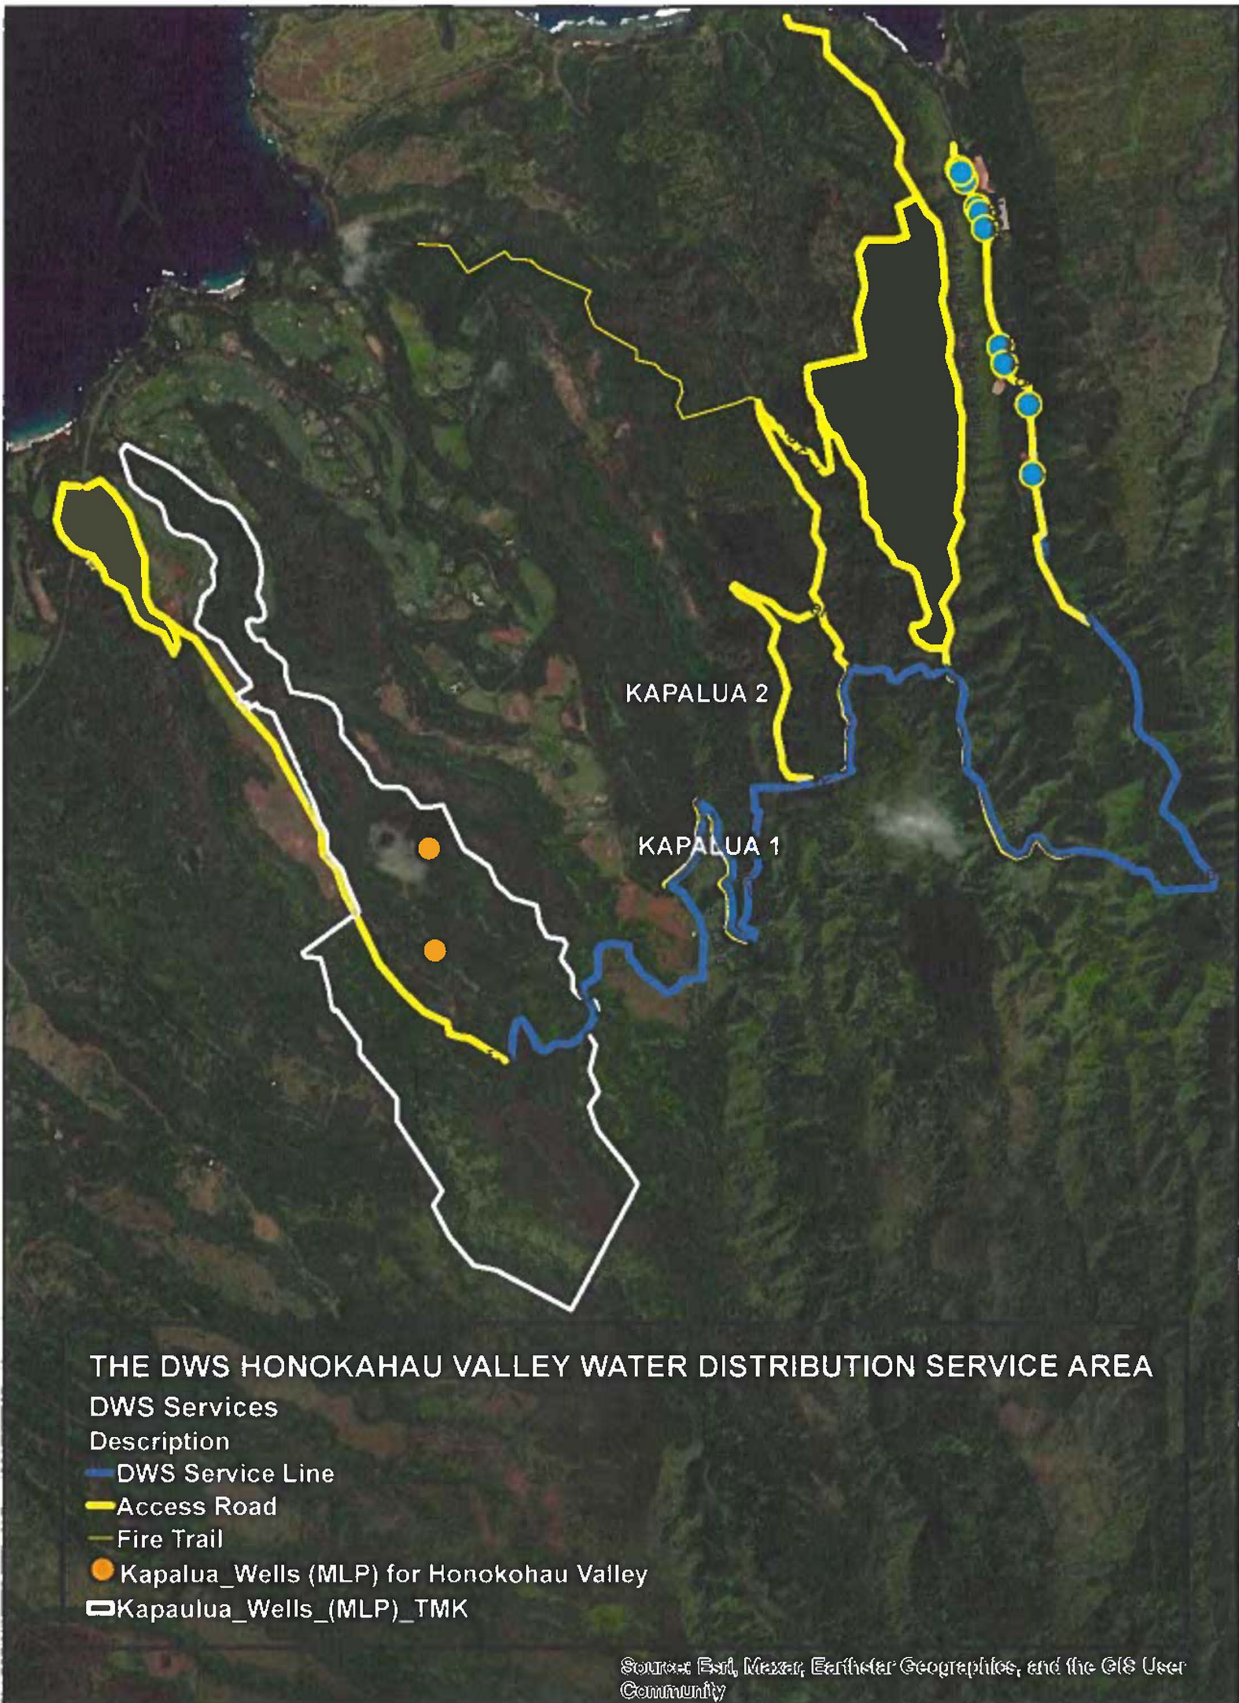 KAPALUA 2
KAPALUA 1
THE DWS HONOKAHAU VALLEY WATER DISTRIBUTION SERVICE AREA
DWS Services
Description
DWS Service Line
Access Road
Fire Trail
Kapalua_Wells (MLP) for Honokohau Valley
Kapaulua_Wells_(MLP)_TMK
Source: Esri, Maxar, Earthstar Geographics, and the GIS User
Community